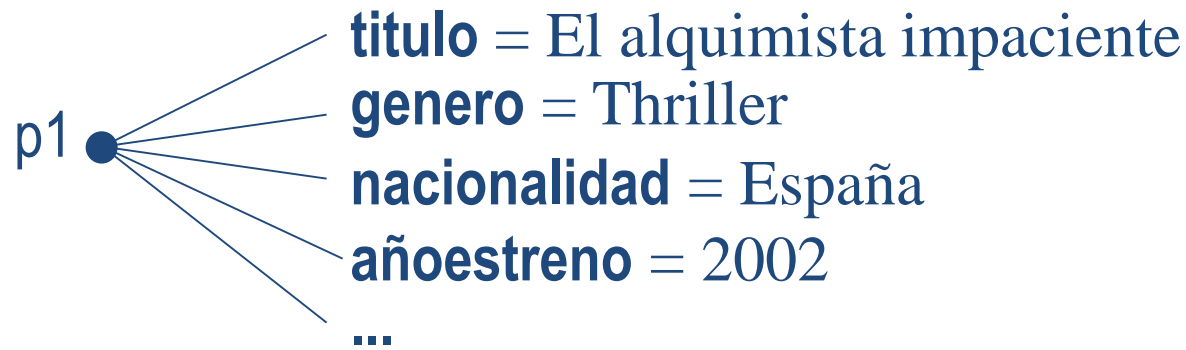 titulo = El alquimista impaciente
genero = Thriller
p1
nacionalidad = España
añoestreno = 2002
...